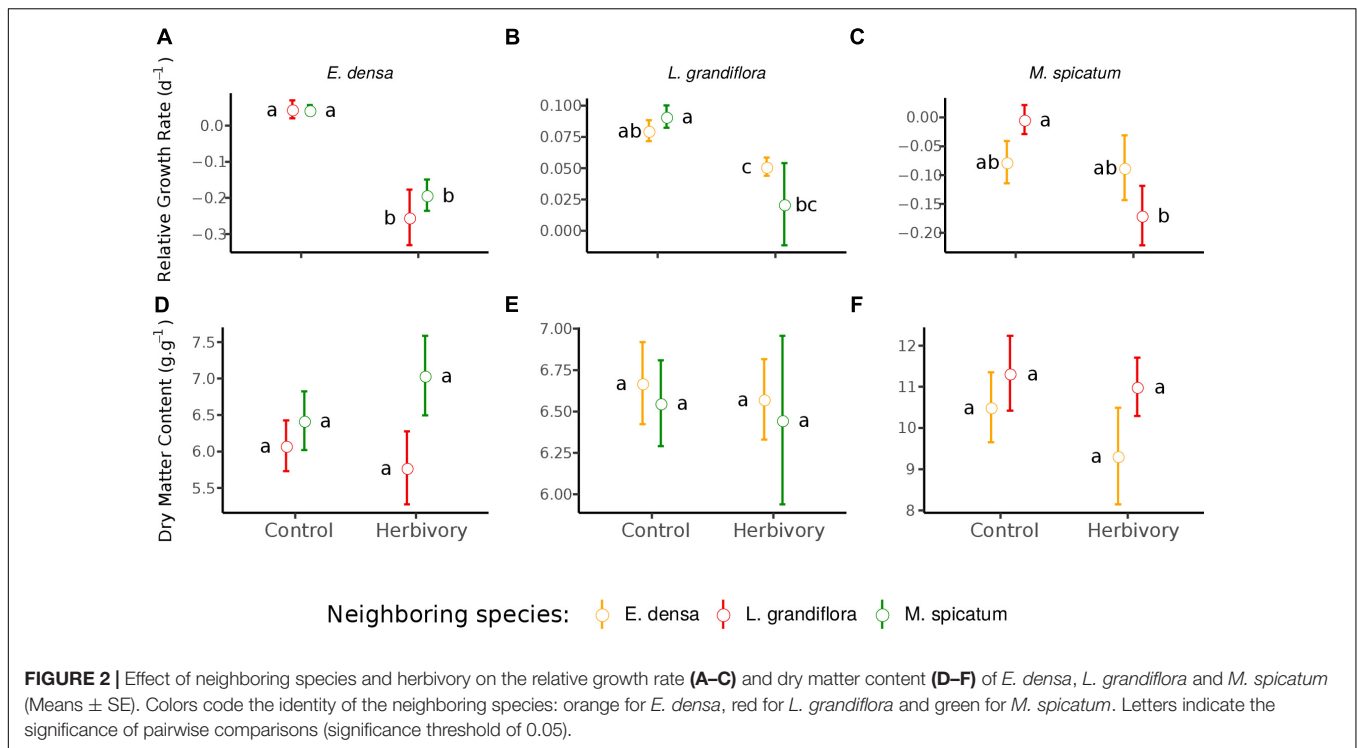 A
B
C
E. densa
L. grandiflora
M. spicatum
Relative Growth Rate (d−1)
0.0
−0.1
−0.2
−0.3
a a
b b
0.100
0.075
0.050
0.025
0.000
ab a
c bc
0.00
−0.05
−0.10
−0.15
−0.20
ab a
ab b
D
E
F
Dry Matter Content (g.g−1)
7.5
7.0
6.5
6.0
5.5
a a
a a
Control Herbivory
7.00
6.75
6.50
6.25
6.00
a a
a a
Control Herbivory
12
11
10
9
8
a a
a a
Control Herbivory
Neighboring species: E. densa L. grandiflora M. spicatum
FIGURE 2 | Effect of neighboring species and herbivory on the relative growth rate (A–C) and dry matter content (D–F) of E. densa, L. grandiflora and M. spicatum
(Means ± SE). Colors code the identity of the neighboring species: orange for E. densa, red for L. grandiflora and green for M. spicatum. Letters indicate the
significance of pairwise comparisons (significance threshold of 0.05).